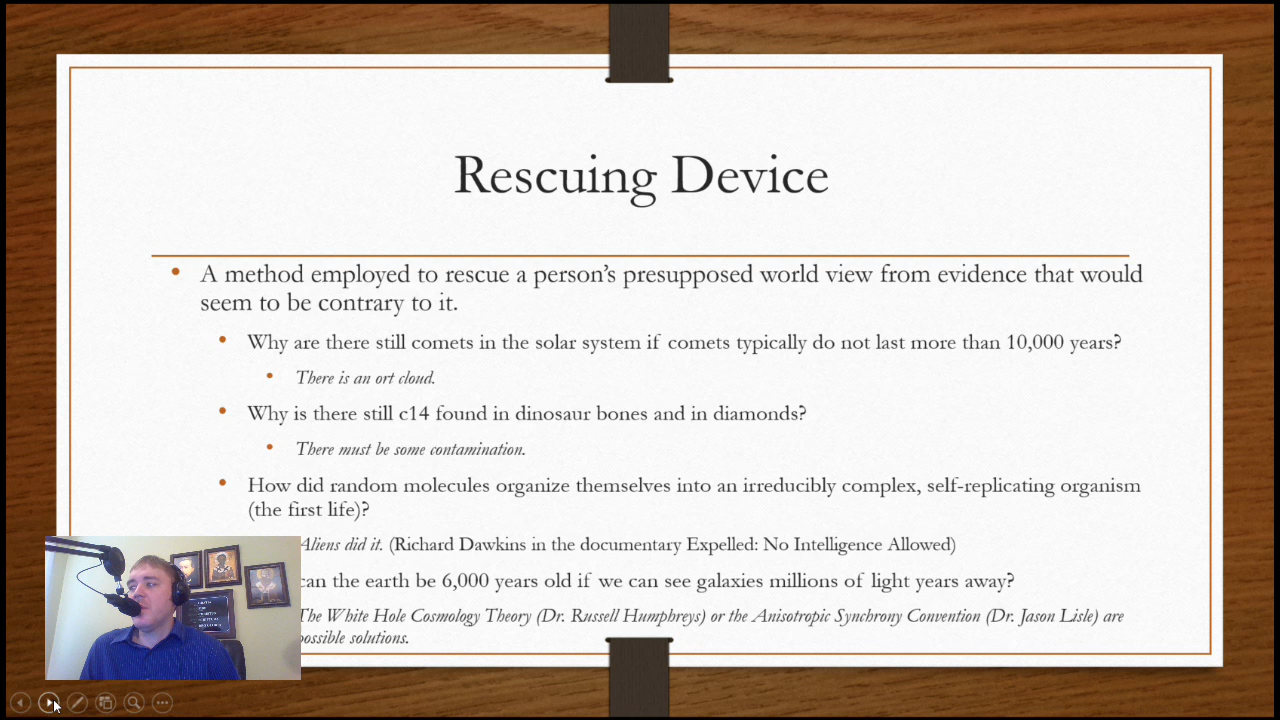 Rescuing Device
A method employed to rescue a person's presupposed world view from evidence that would
seem to be contrary to it.
Why are there still comets in the solar system if comets typically do not last more than 10,000 years?
There is an ort cloud.
Why is there still c14 found in dinosaur bones and in diamonds?
There must be some contamination.
How did random molecules organize themselves into an irreducibly complex, self-replicating organism
(the first life)?
Aliens did it. (Richard Dawkins in the documentary Expelled: No Intelligence Allowed)
can the earth be 6,000 years old if we can see galaxies millions of light years away?
The White Hole Cosmology Theory (Dr. Russell Humphreys) or the Anisotropic Synchrony Convention (Dr. Jason Lisle) are
possible solutions.